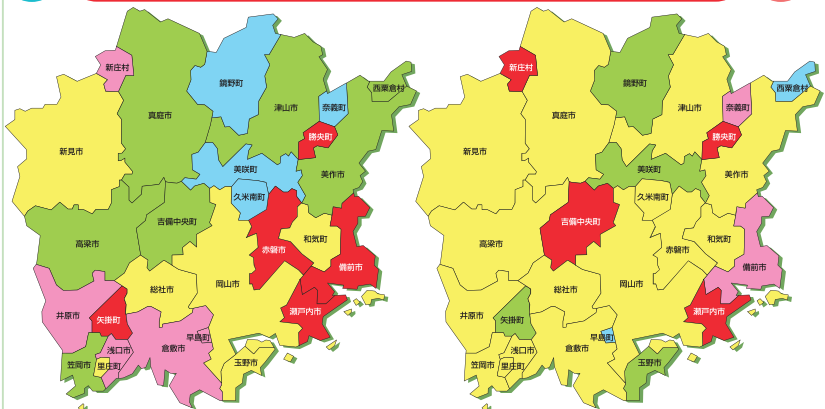 新庄村
鏡野町
西粟倉村
奈義町
津山市
真庭市
勝央町
新見市
美咲町
美作市
久米南町
吉備中央町
和気町
高梁市
赤磐市
備前市
岡山市
総社市
瀬戸内市
井原市
矢掛町
早島町
浅口市
倉敷市
笠岡市
里庄町
玉野市
新庄村
鏡野町
西粟倉村
奈義町
津山市
真庭市
勝央町
新見市
美咲町
美作市
久米南町
吉備中央町
和気町
高梁市
赤磐市
備前市
岡山市
総社市
瀬戸内市
井原市
矢掛町
早島町
浅口市
倉敷市
笠岡市
里庄町
玉野市